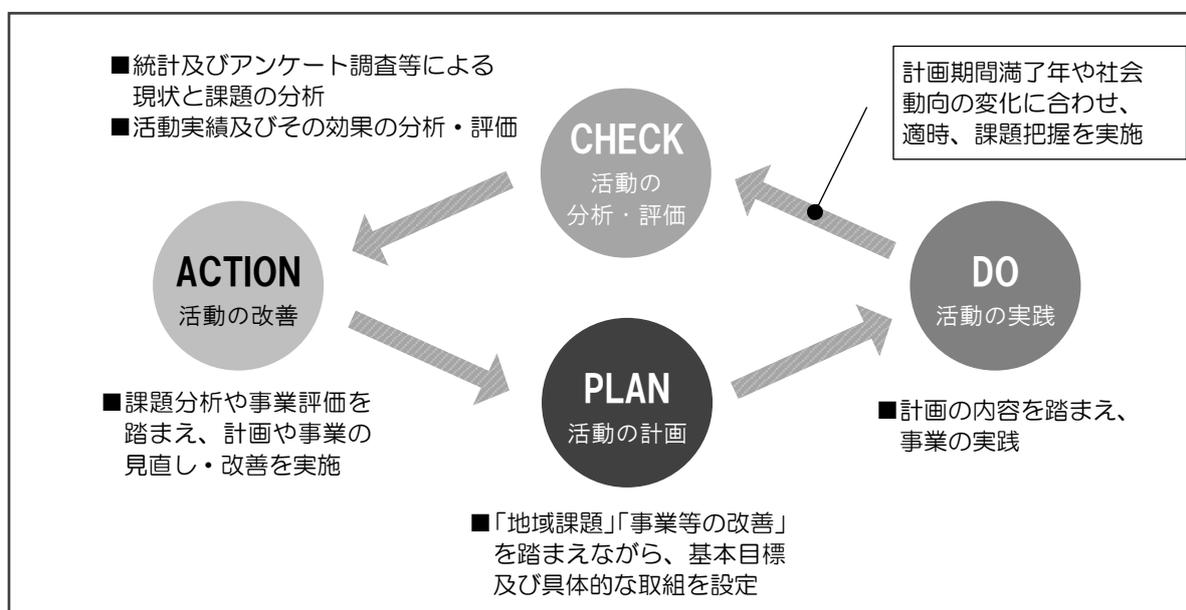 ■統計及びアンケート調査等による
現状と課題の分析
■活動実績及びその効果の分析・評価
計画期間満了年や社会
動向の変化に合わせ、
適時、課題把握を実施
CHECK
活動の
分析・評価
ACTION
活動の改善
DO
活動の実践
PLAN
活動の計画
■課題分析や事業評価を
踏まえ、計画や事業の
見直し・改善を実施
■計画の内容を踏まえ、
事業の実践
■「地域課題」「事業等の改善」
を踏まえながら、基本目標
及び具体的な取組を設定